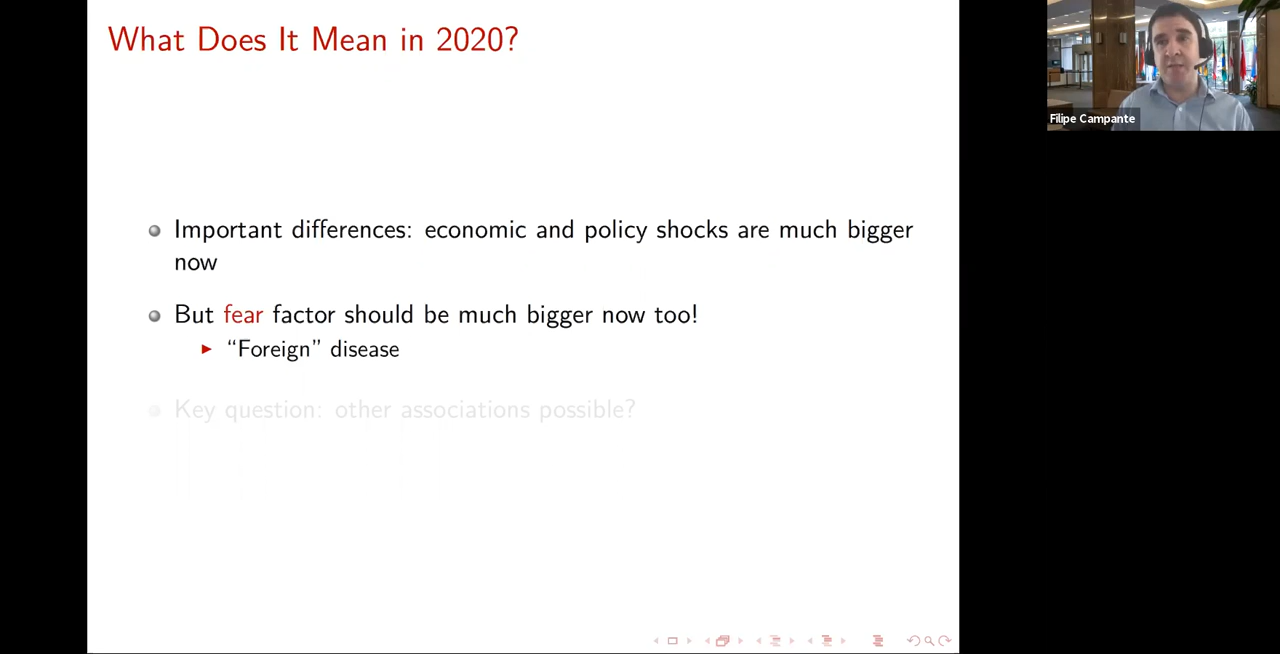 What Does It Mean in 2020?
Important differences: economic and policy shocks are much bigger
now
But fear factor should be much bigger now too!
“Foreign” disease
Key question: other associations possible?
Filipe Campante